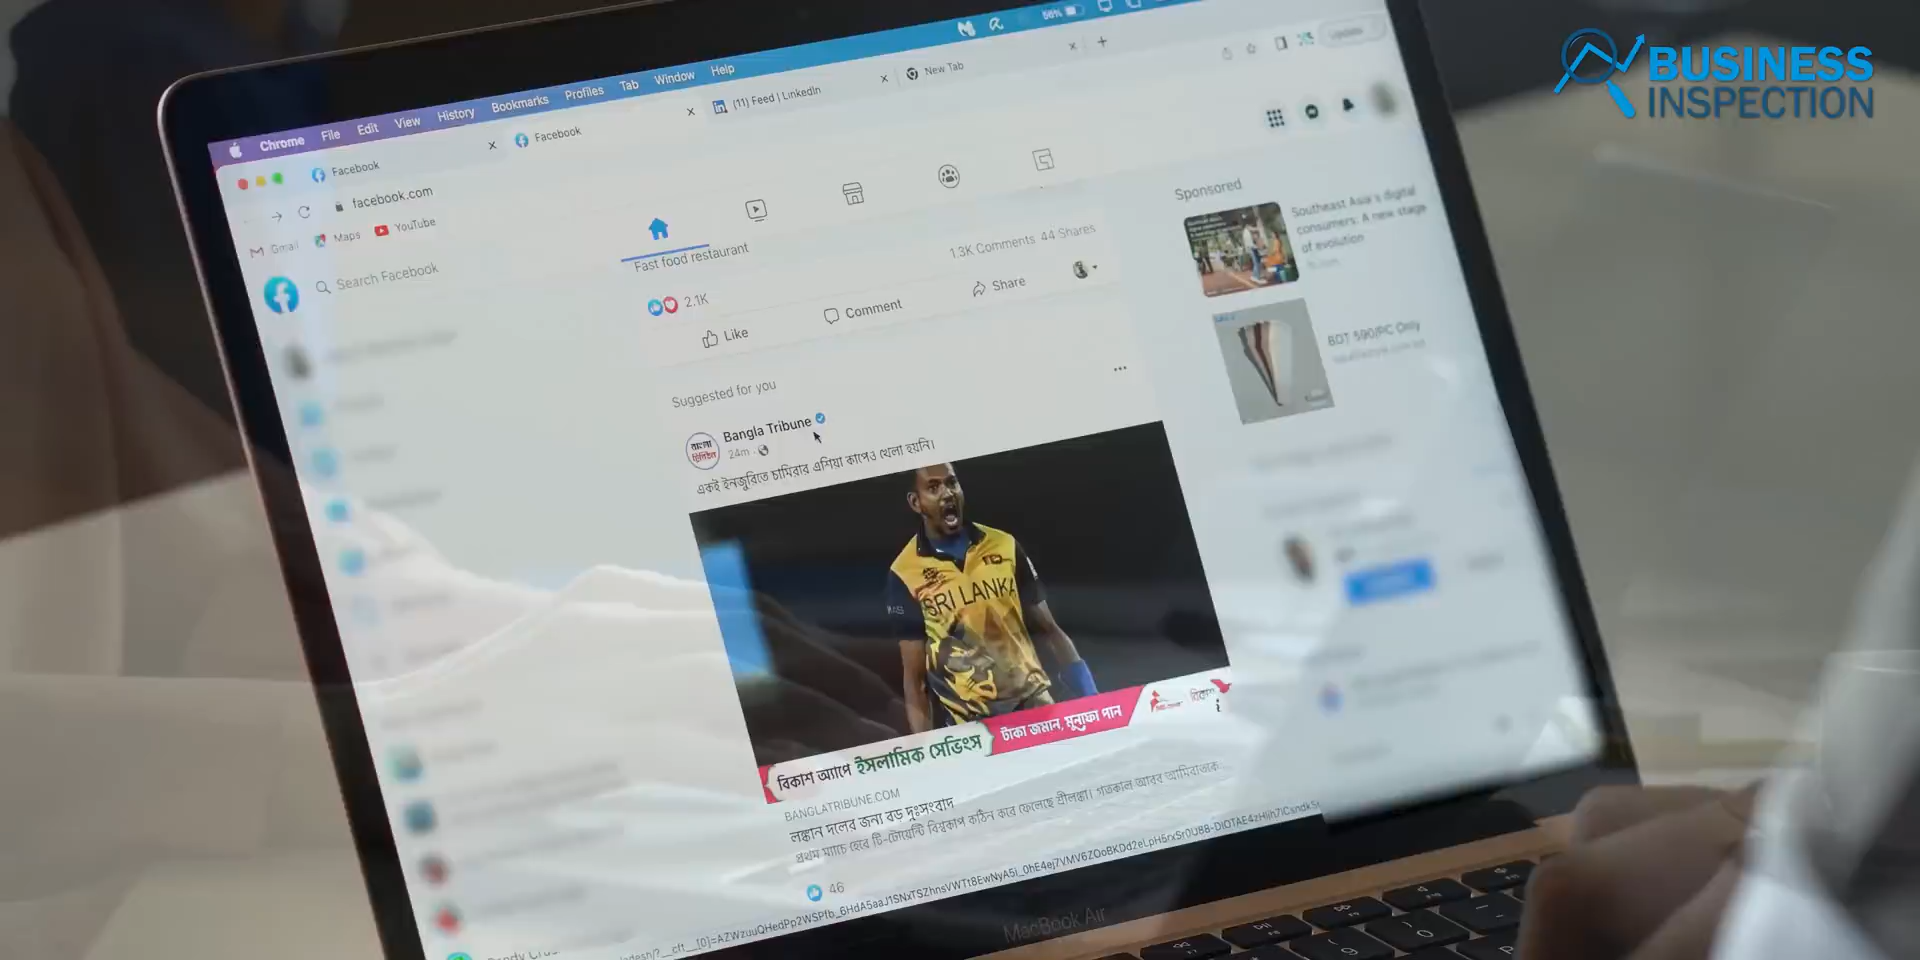 BUSINESS
INSPECTION
56%
Chrome File Edit View History Bookmarks Profiles Tab Window Help
Facebook
Facebook
(11) Feed | LinkedIn
New Tab
Update
facebook.com
Gmail Maps YouTube
Search Facebook
Fast food restaurant
2.1K
1.3K Comments 44 Shares
Like Comment Share
Suggested for you
Bangla Tribune
24m
একই ইনজুরিতে চামিরার এশিয়া কাপেও খেলা হয়নি।
বাংলা
ট্রিবিউন
SRI LANKA
বিকাশ অ্যাপে ইসলামিক সেভিংস
টাকা জমান, মুনাফা পান
বিকাশ
BANGLATRIBUNE.COM
লঙ্কান দলের জন্য বড় দুঃসংবাদ
প্রথম ম্যাচে হেরে টি-টোয়েন্টি বিশ্বকাপ কঠিন করে ফেলেছে শ্রীলঙ্কা। গতকাল আরব আমিরাতকে
46
Sponsored
Southeast Asia's digital
consumers: A new stage
of evolution
BDT 590/PC Only
MacBook Air